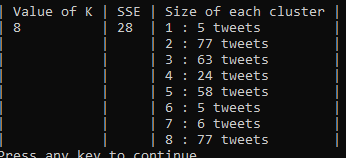 | Value of K | SSE | Size of each cluster |
| 8 | 28 | 1 : 5 tweets |
| | | 2 : 77 tweets |
| | | 3 : 63 tweets |
| | | 4 : 24 tweets |
| | | 5 : 58 tweets |
| | | 6 : 5 tweets |
| | | 7 : 6 tweets |
| | | 8 : 77 tweets |
Press any key to continue